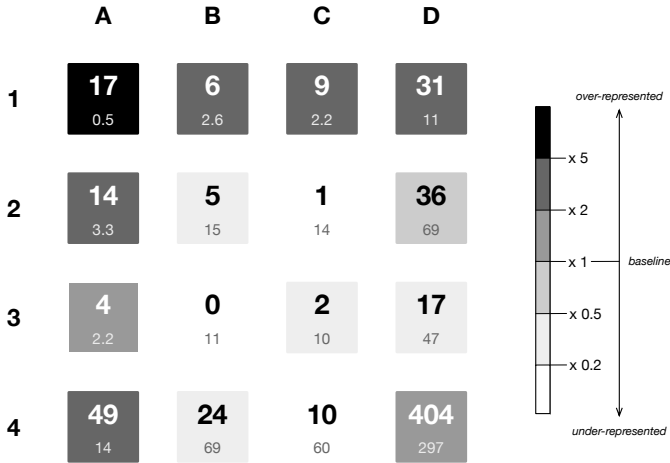 A B C D
over-represented
1 17 6 9 31
0.5 2.6 2.2 11
x 5
2 14 5 1 36
x 2
3.3 15 14 69
x 1 baseline
3 4 0 2 17
x 0.5
2.2 11 10 47
x 0.2
4 49 24 10 404
under-represented
14 69 60 297